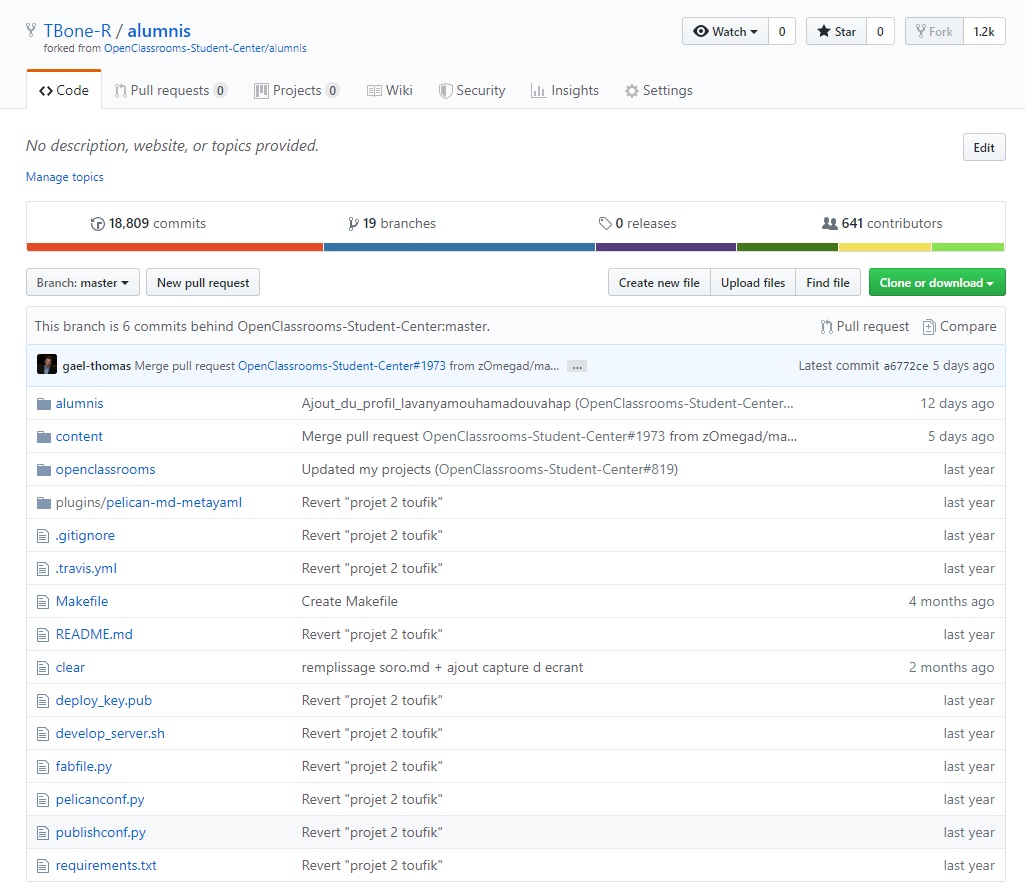 TBone-R / alumnis
forked from OpenClassrooms-Student-Center/alumnis
Watch 0 Star 0 Fork 1.2k
Code Pull requests 0 Projects 0 Wiki Security Insights Settings
No description, website, or topics provided. Edit
Manage topics
18,809 commits 19 branches 0 releases 641 contributors
Branch: master New pull request Create new file Upload files Find file Clone or download
This branch is 6 commits behind OpenClassrooms-Student-Center:master. Pull request Compare
gael-thomas Merge pull request OpenClassrooms-Student-Center#1973 from zOmegad/ma... ... Latest commit a6772ce 5 days ago
alumnis Ajout_du_profil_lavanyamouhamadouvahap (OpenClassrooms-Student-Center... 12 days ago
content Merge pull request OpenClassrooms-Student-Center#1973 from zOmegad/ma... 5 days ago
openclassrooms Updated my projects (OpenClassrooms-Student-Center#819) last year
plugins/pelican-md-metayaml Revert "projet 2 toufik" last year
.gitignore Revert "projet 2 toufik" last year
.travis.yml Revert "projet 2 toufik" last year
Makefile Create Makefile 4 months ago
README.md Revert "projet 2 toufik" last year
clear remplissage soro.md + ajout capture d ecrant 2 months ago
deploy_key.pub Revert "projet 2 toufik" last year
develop_server.sh Revert "projet 2 toufik" last year
fabfile.py Revert "projet 2 toufik" last year
pelicanconf.py Revert "projet 2 toufik" last year
publishconf.py Revert "projet 2 toufik" last year
requirements.txt Revert "projet 2 toufik" last year